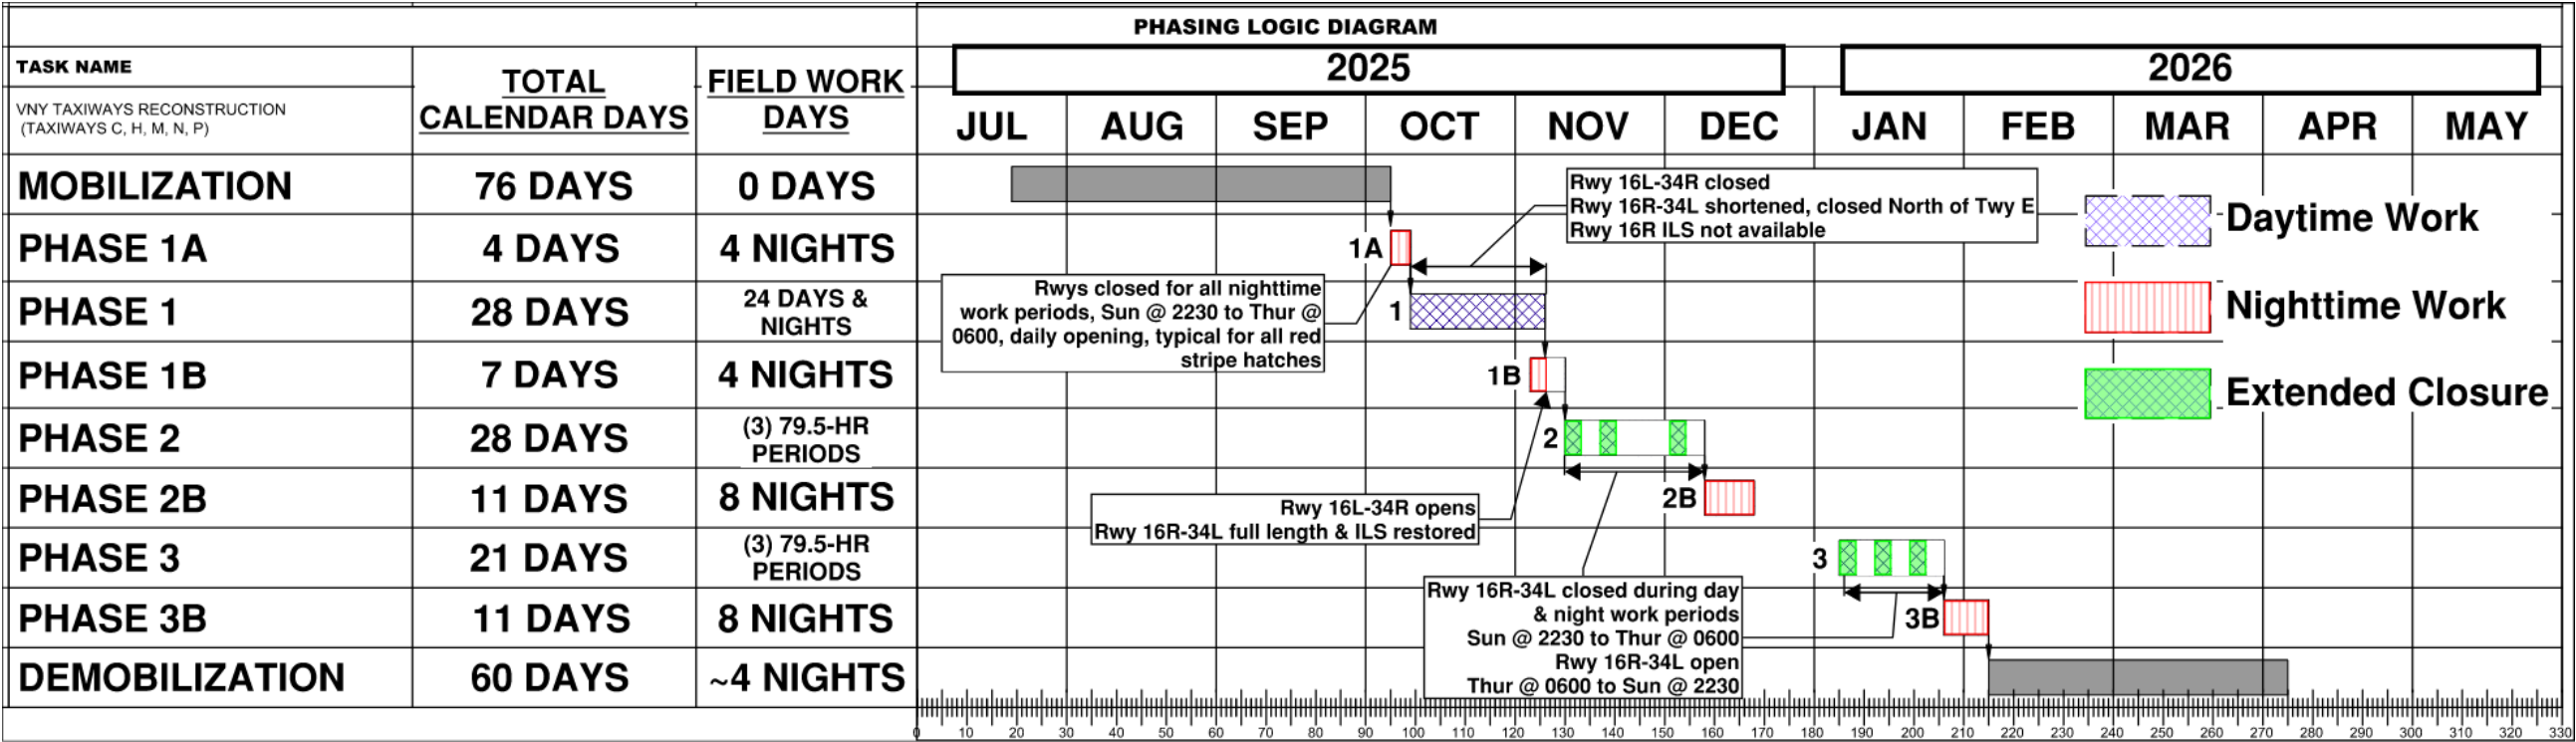 PHASING LOGIC DIAGRAM
TASK NAME
TOTAL
CALENDAR DAYS
FIELD WORK
DAYS
2025
2026
VNY TAXIWAYS RECONSTRUCTION
(TAXIWAYS C, H, M, N, P)
JUL AUG SEP OCT NOV DEC JAN FEB MAR APR MAY
MOBILIZATION 76 DAYS 0 DAYS
PHASE 1A 4 DAYS 4 NIGHTS
PHASE 1 28 DAYS 24 DAYS &
NIGHTS
PHASE 1B 7 DAYS 4 NIGHTS
PHASE 2 28 DAYS (3) 79.5-HR
PERIODS
PHASE 2B 11 DAYS 8 NIGHTS
PHASE 3 21 DAYS (3) 79.5-HR
PERIODS
PHASE 3B 11 DAYS 8 NIGHTS
DEMOBILIZATION 60 DAYS ~4 NIGHTS
Rwy 16L-34R closed
Rwy 16R-34L shortened, closed North of Twy E
Rwy 16R ILS not available
1A
Rwys closed for all nighttime
work periods, Sun @ 2230 to Thur @
0600, daily opening, typical for all red
stripe hatches
1
1B
2
Rwy 16L-34R opens
Rwy 16R-34L full length & ILS restored
2B
3
Rwy 16R-34L closed during day
& night work periods
Sun @ 2230 to Thur @ 0600
Rwy 16R-34L open
Thur @ 0600 to Sun @ 2230
3B
Daytime Work
Nighttime Work
Extended Closure
0 10 20 30 40 50 60 70 80 90 100 110 120 130 140 150 160 170 180 190 200 210 220 230 240 250 260 270 280 290 300 310 320 330